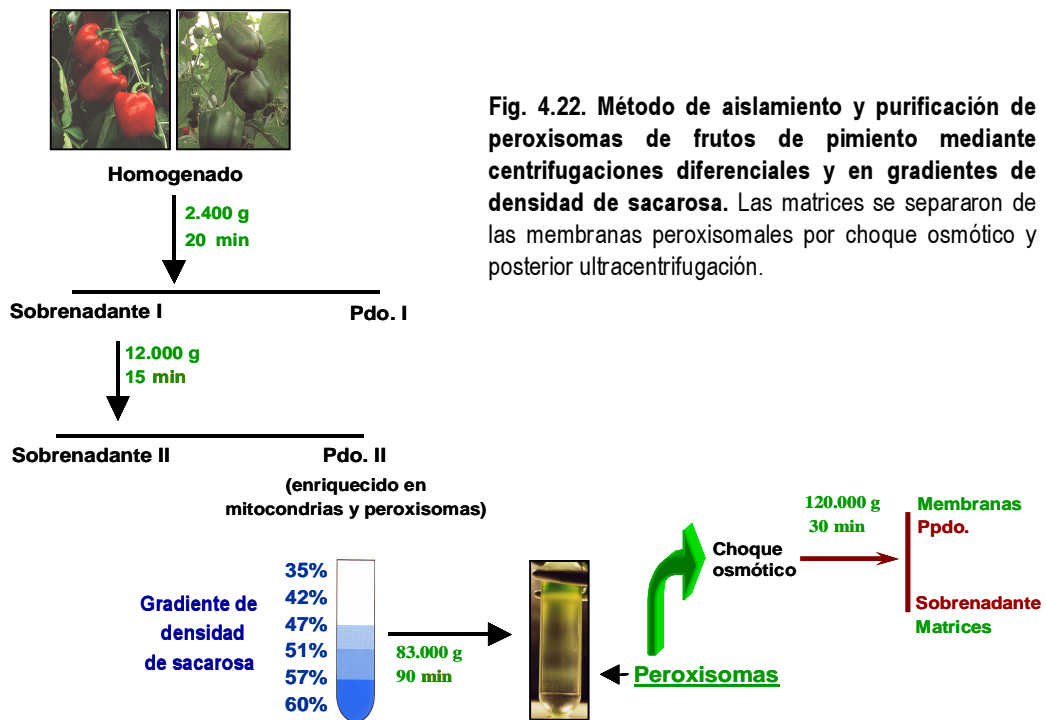 Fig. 4.22. Método de aislamiento y purificación de
peroxisomas de frutos de pimiento mediante
centrifugaciones diferenciales y en gradientes de
densidad de sacarosa. Las matrices se separaron de
las membranas peroxisomales por choque osmótico y
posterior ultracentrifugación.
Homogenado
2.400 g
20 min
Sobrenadante I
Pdo. I
12.000 g
15 min
Sobrenadante II
Pdo. II
(enriquecido en
mitocondrias y peroxisomas)
Gradiente de
densidad
de sacarosa
35%
42%
47%
51%
57%
60%
83.000 g
90 min
Peroxisomas
Choque
osmótico
120.000 g
30 min
Membranas
Ppdo.
Sobrenadante
Matrices